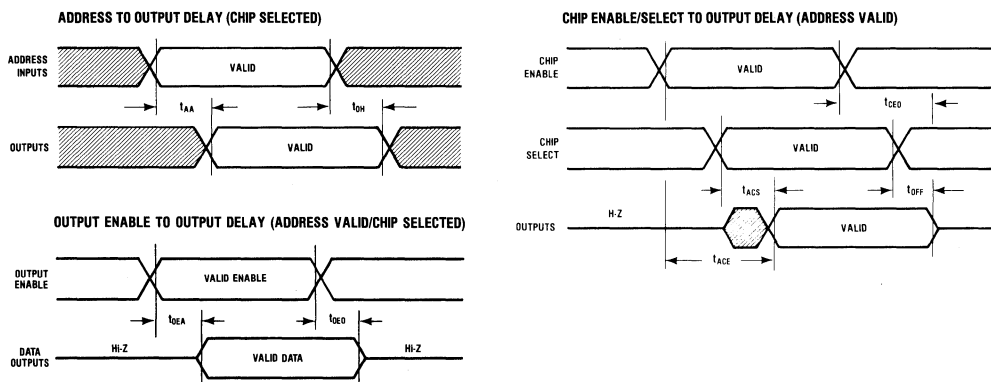 ADDRESS TO OUTPUT DELAY (CHIP SELECTED)
ADDRESS
INPUTS
VALID
tAA
tOH
OUTPUTS
VALID
OUTPUT ENABLE TO OUTPUT DELAY (ADDRESS VALID/CHIP SELECTED)
OUTPUT
ENABLE
VALID ENABLE
tOEA
tOEO
DATA
OUTPUTS
Hi-Z
VALID DATA
Hi-Z
CHIP ENABLE/SELECT TO OUTPUT DELAY (ADDRESS VALID)
CHIP
ENABLE
VALID
tCEO
CHIP
SELECT
VALID
tACS
tOFF
OUTPUTS
H-Z
VALID
tACE